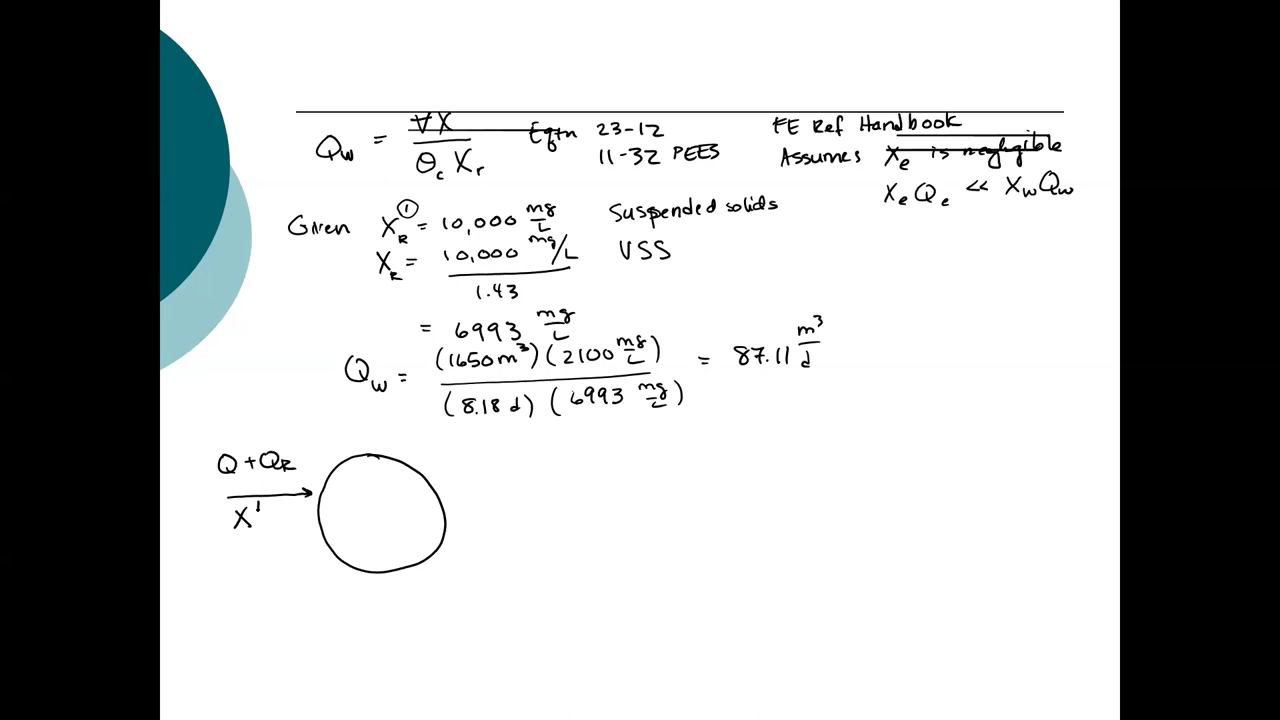 Qw = ∀X / θc Xr Eqtn 23-12 FE Ref Handbook
11-32 PEES Assumes Xe is negligible
XeQe << XwQw
Given XR' = 10,000 mg/L Suspended solids
XR = 10,000 mg/L / 1.43 VSS
= 6993 mg/L
Qw = (1650 m³)(2100 mg/L) / (8.18 d)(6993 mg/L) = 87.11 m³/d
Q + QR
X'